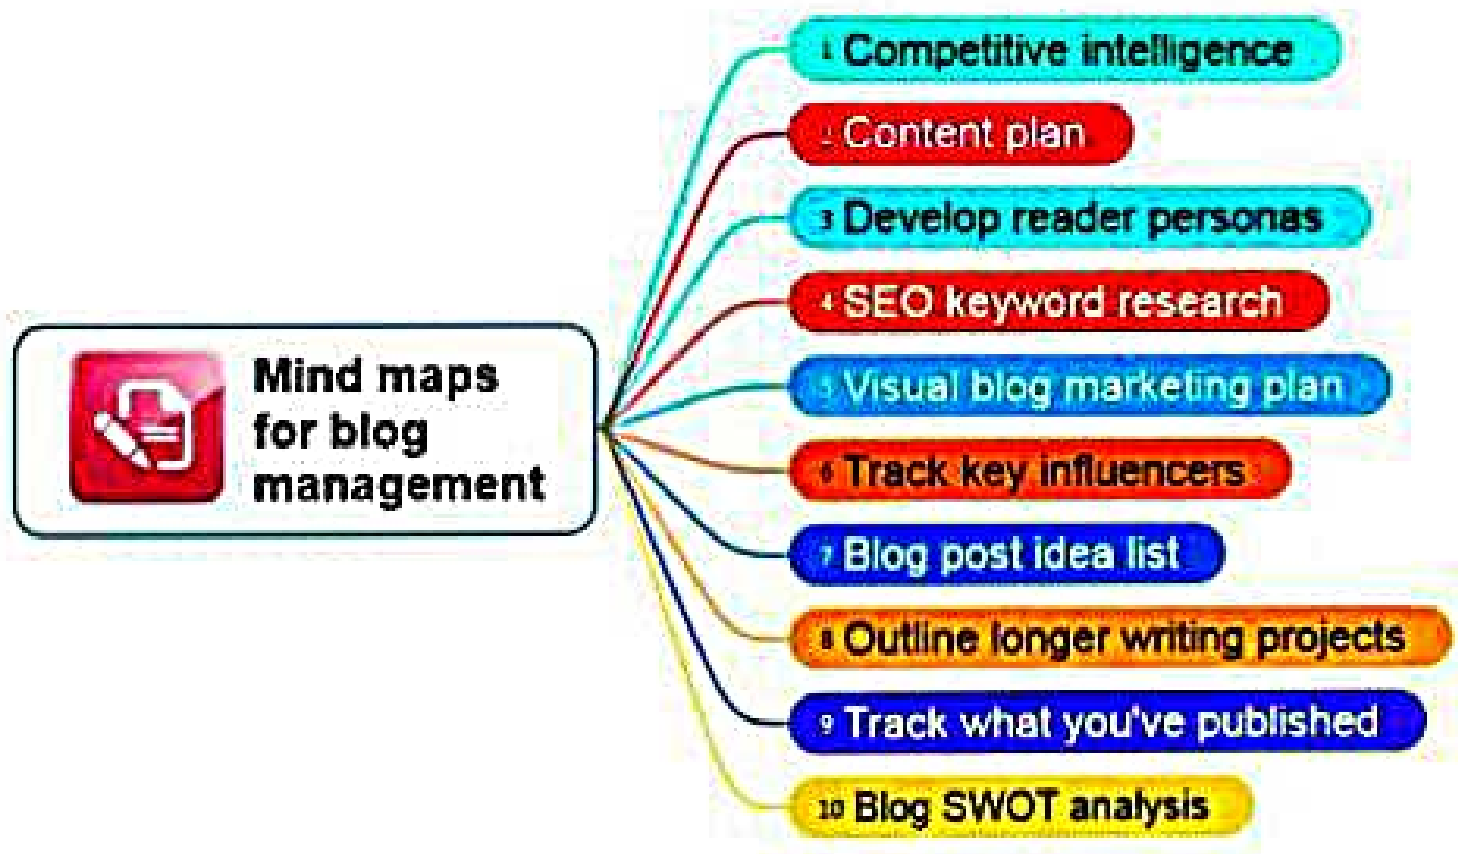 Mind maps
for blog
management
1 Competitive intelligence
2 Content plan
3 Develop reader personas
4 SEO keyword research
5 Visual blog marketing plan
6 Track key influencers
7 Blog post idea list
8 Outline longer writing projects
9 Track what you've published
10 Blog SWOT analysis